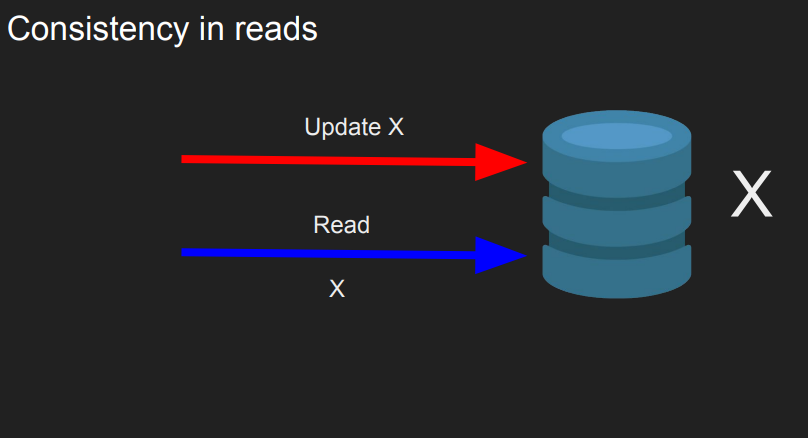 Consistency in reads
Update X
X
Read
X